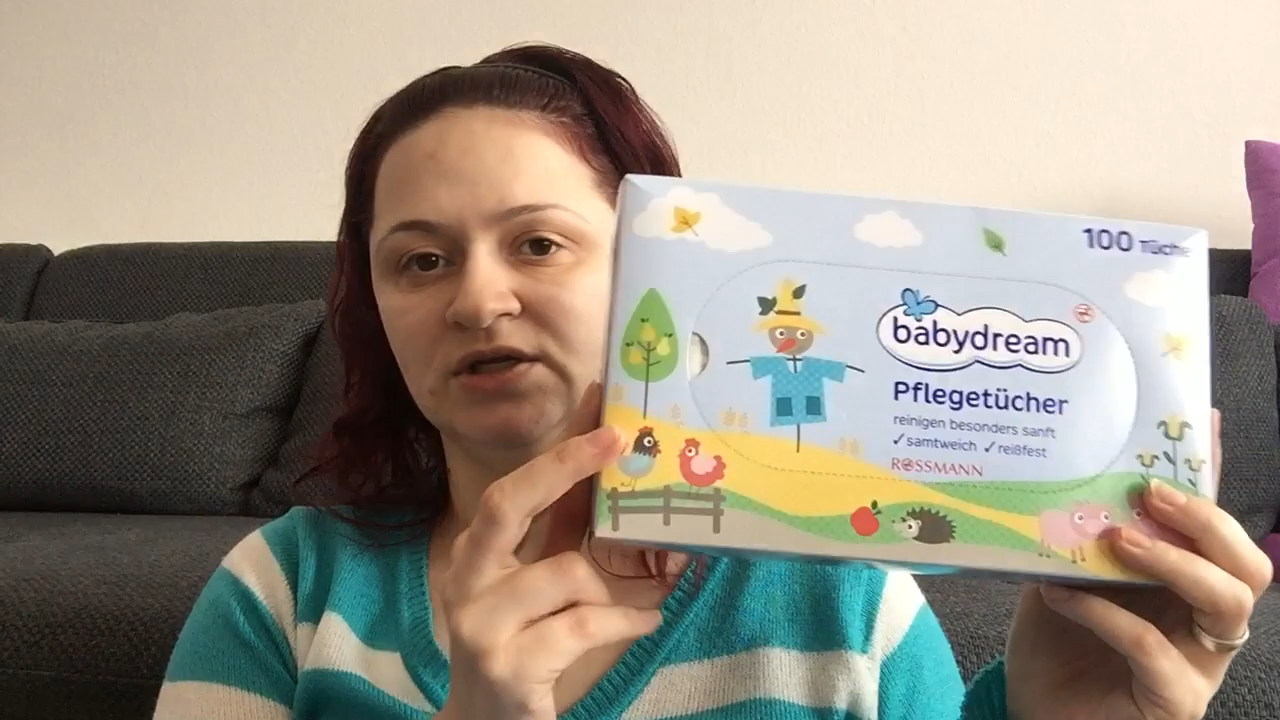 100 Tücher
babydream
Pflegetücher
reinigen besonders sanft
✓samtweich ✓reißfest
ROSSMANN